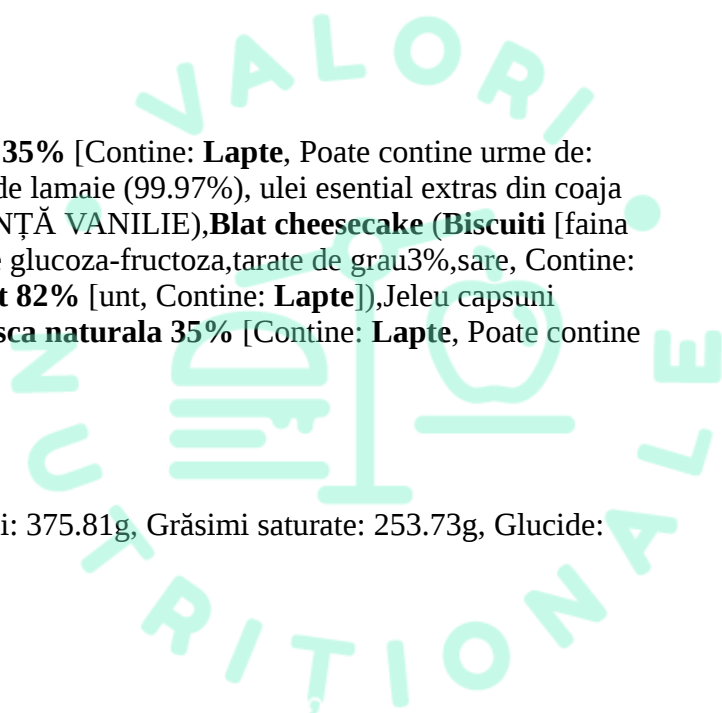 VALORI
35% [Contine: Lapte, Poate contine urme de:
de lamaie (99.97%), ulei esential extras din coaja
NȚĂ VANILIE),Blat cheesecake (Biscuiti [faina
glucoza-fructoza,tarate de grau3%,sare, Contine:
82% [unt, Contine: Lapte]),Jeleu capsuni
sca naturala 35% [Contine: Lapte, Poate contine
i: 375.81g, Grăsimi saturate: 253.73g, Glucide:
NUTRIȚIONALE